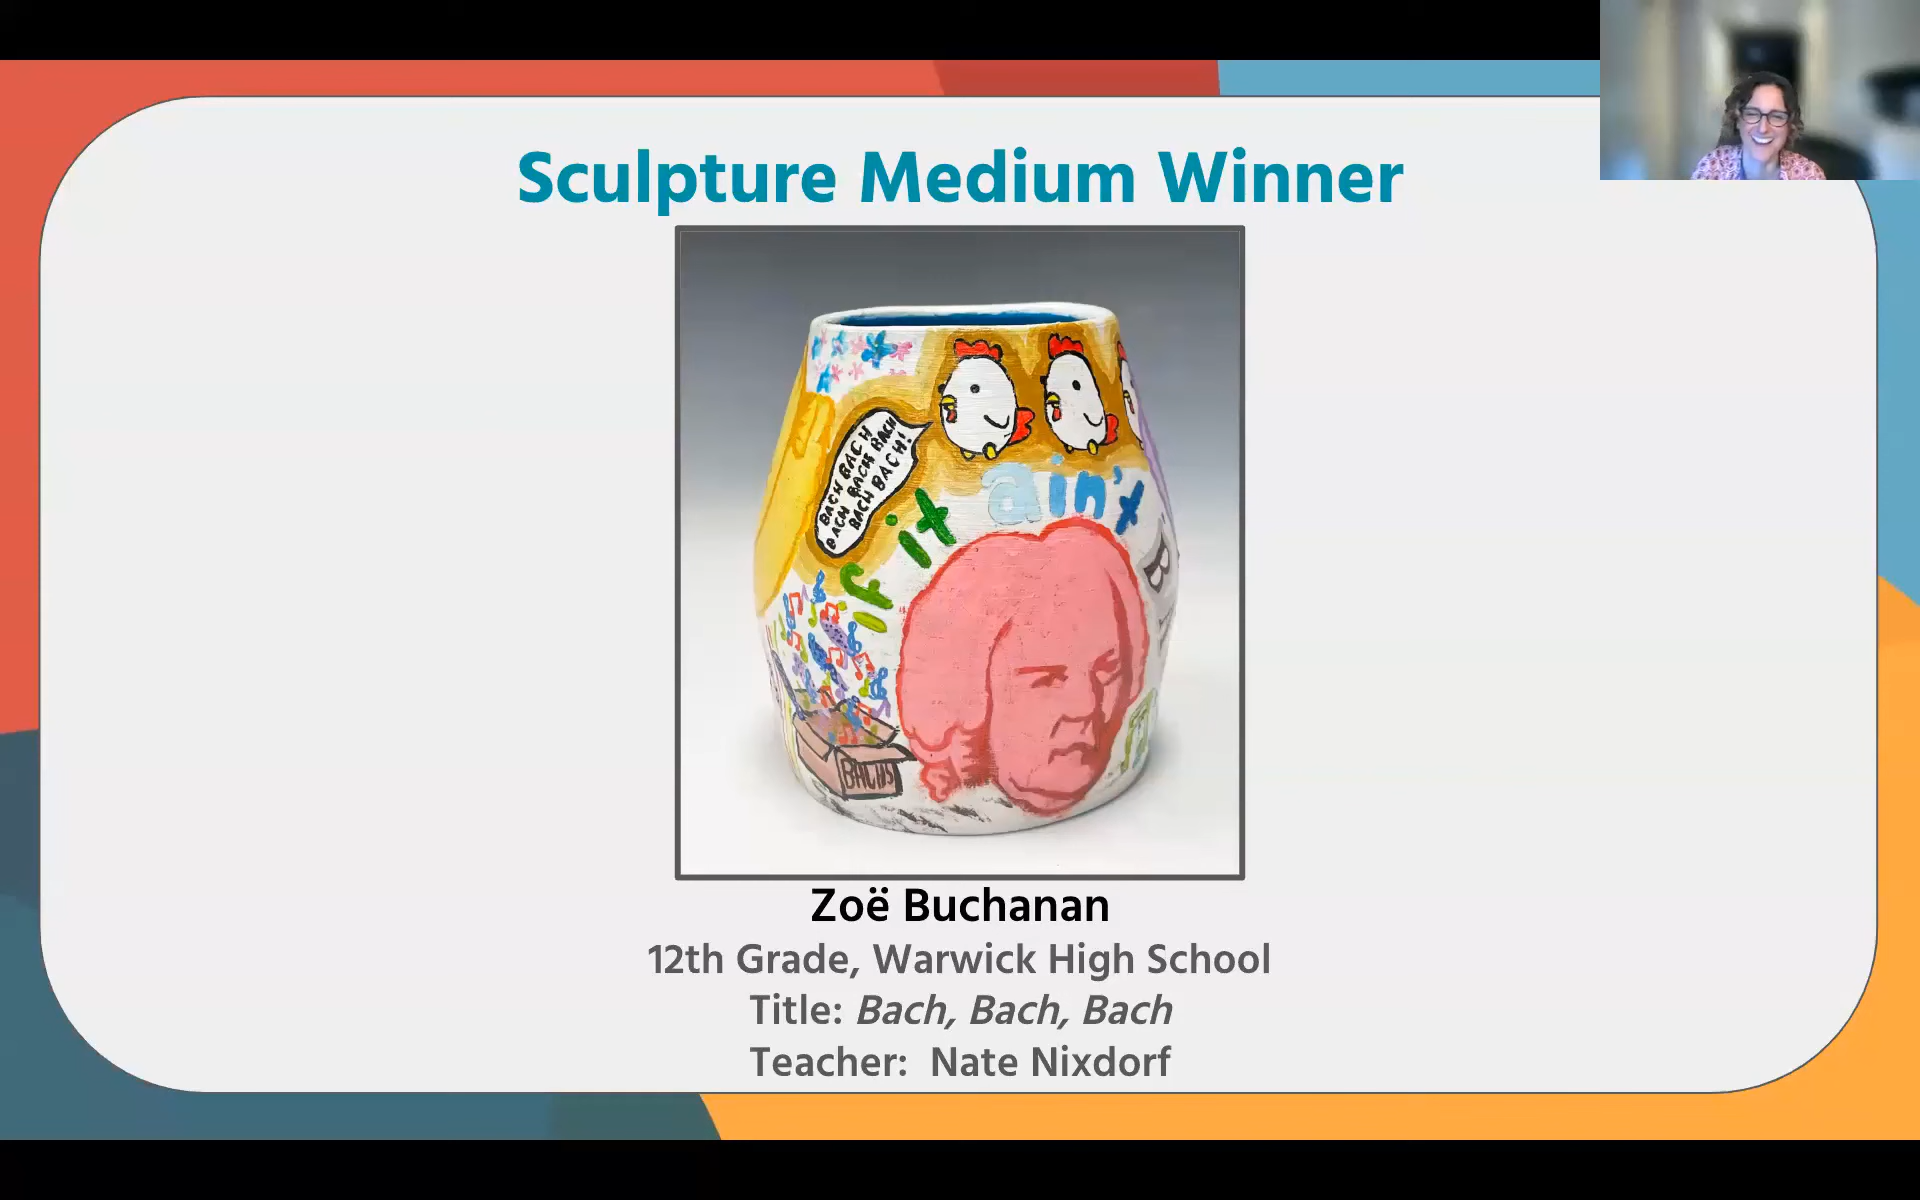 Sculpture Medium Winner
BACH BACH
BACH BACH BACH
BACH BACH!
if it ain't
B
BACHS
Zoë Buchanan
12th Grade, Warwick High School
Title: Bach, Bach, Bach
Teacher: Nate Nixdorf